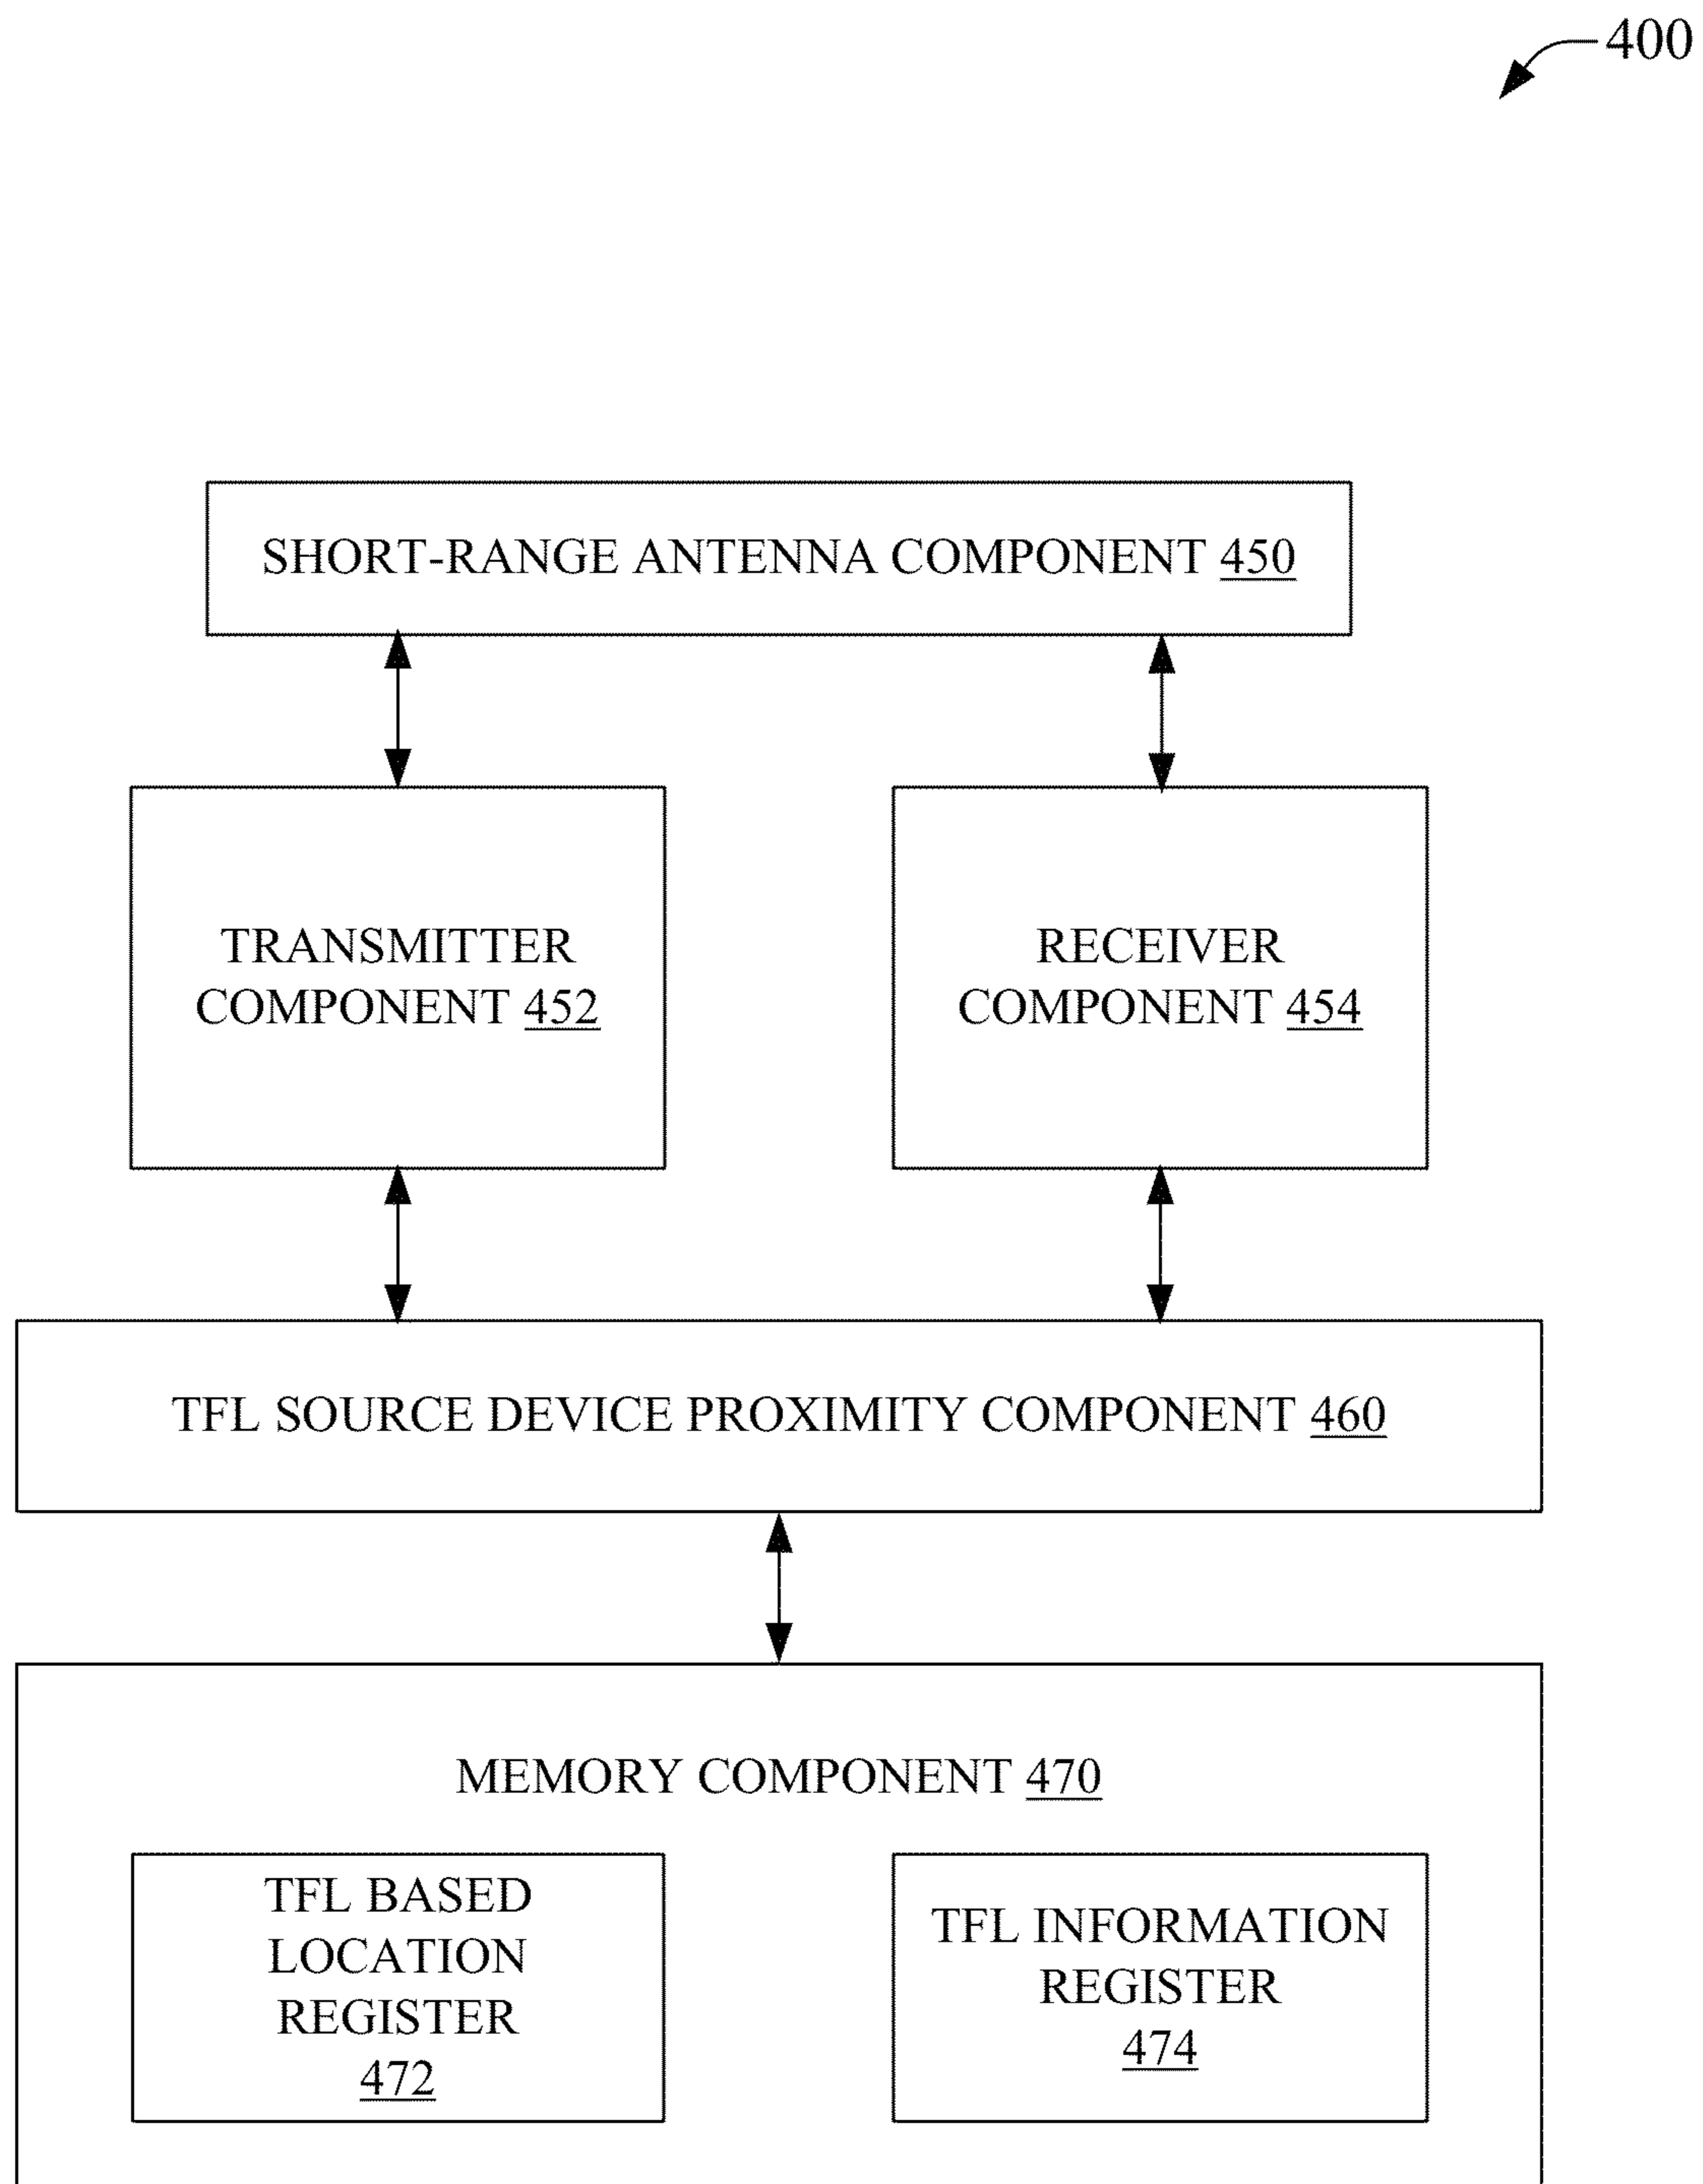 400
SHORT-RANGE ANTENNA COMPONENT 450
TRANSMITTER
COMPONENT 452
RECEIVER
COMPONENT 454
TFL SOURCE DEVICE PROXIMITY COMPONENT 460
MEMORY COMPONENT 470
TFL BASED
LOCATION
REGISTER
472
TFL INFORMATION
REGISTER
474